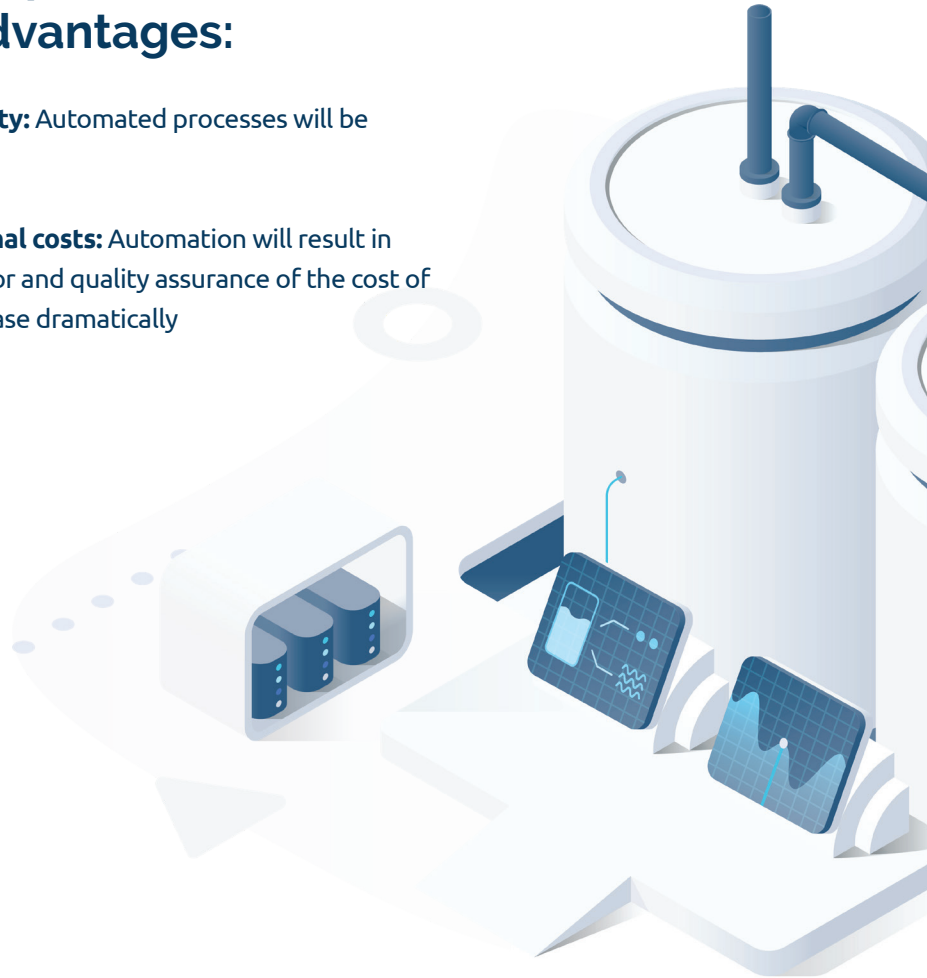 dvantages:
ty: Automated processes will be
nal costs: Automation will result in
or and quality assurance of the cost of
ase dramatically